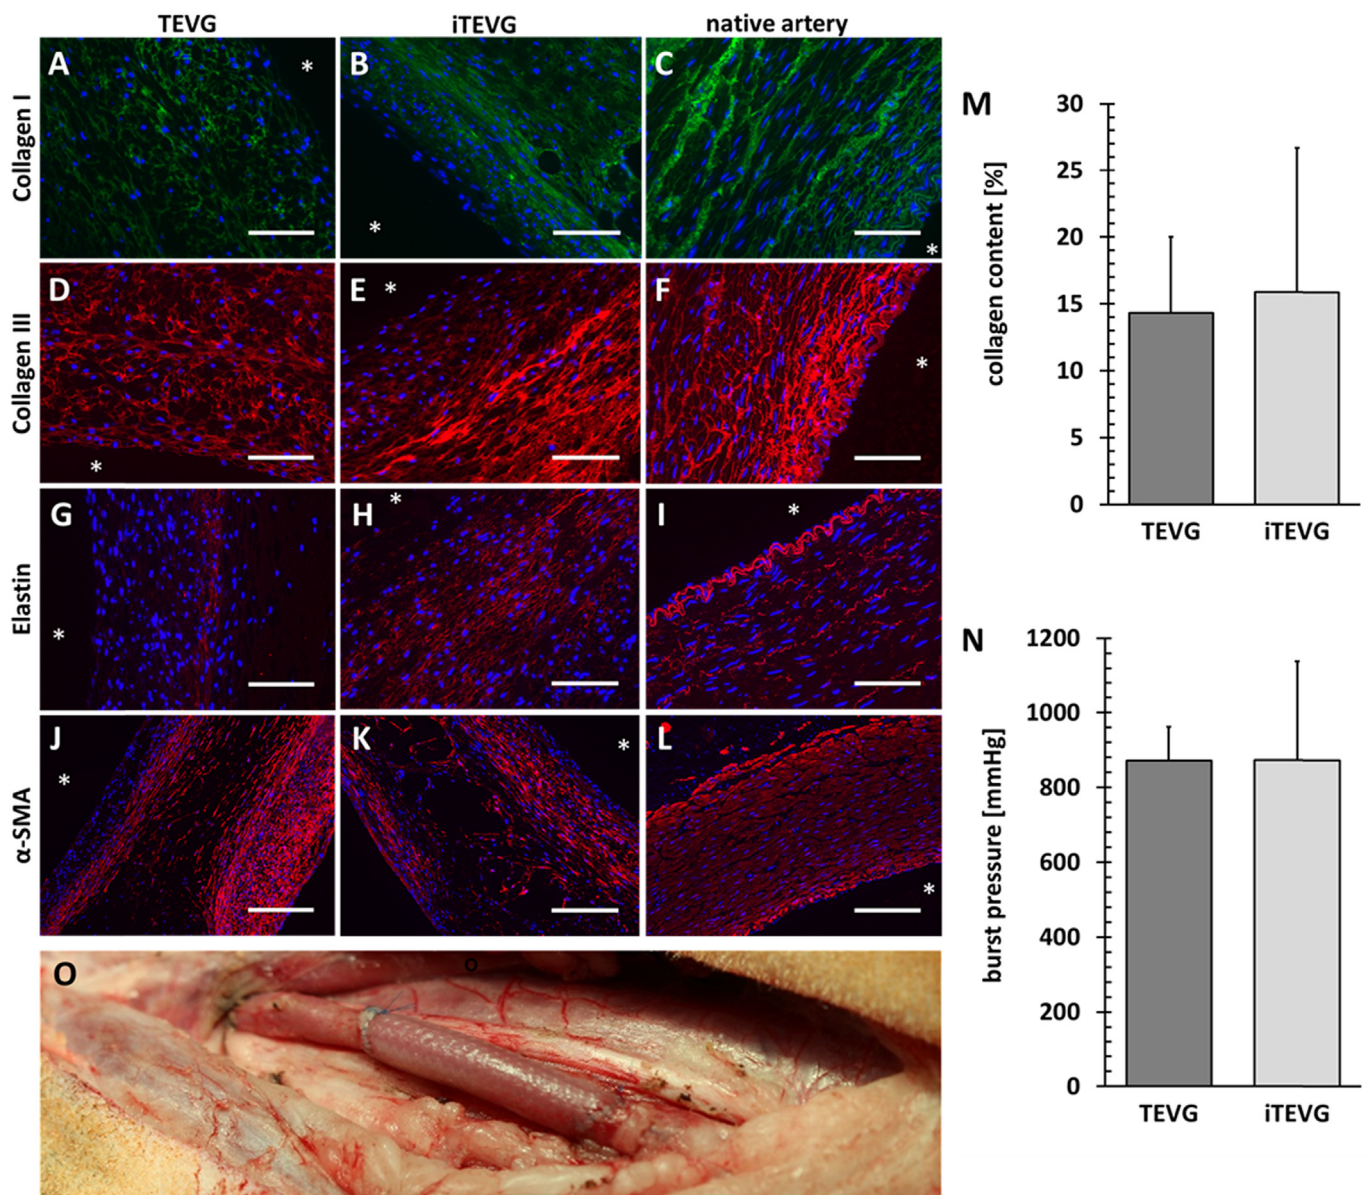 TEVG iTEVG native artery
Collagen I
A * B * C *
Collagen III
D * E * F *
Elastin
G * H * I *
α-SMA
J * K * L *
O O
M
collagen content [%]
30
25
20
15
10
5
0
TEVG iTEVG
N
burst pressure [mmHg]
1200
1000
800
600
400
200
0
TEVG iTEVG